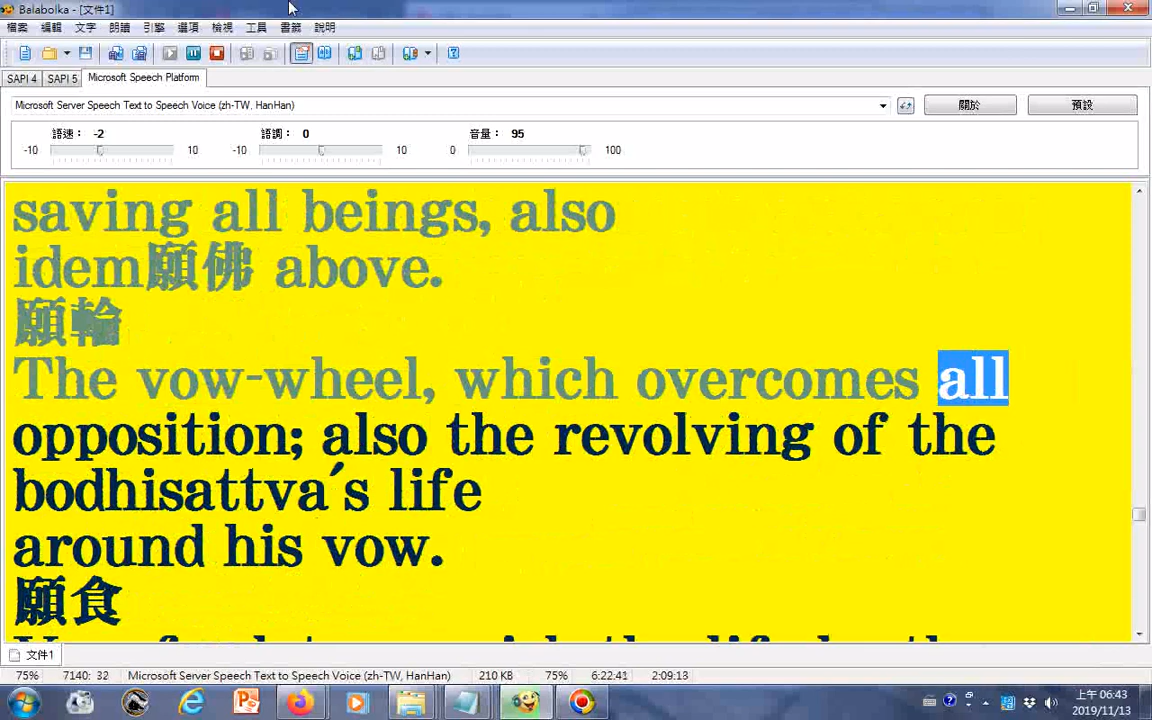 Balabolka - [文件1]
檔案 編輯 文字 朗讀 引擎 選項 檢視 工具 書籤 說明
SAPI 4 SAPI 5 Microsoft Speech Platform
Microsoft Server Speech Text to Speech Voice (zh-TW, HanHan) 關於 預設
語速： -2 語調： 0 音量： 95
-10 10 -10 10 0 100
saving all beings, also
idem願佛 above.
願輪
The vow-wheel, which overcomes all
opposition; also the revolving of the
bodhisattva´s life
around his vow.
願食
文件1
75% 7140: 32 Microsoft Server Speech Text to Speech Voice (zh-TW, HanHan) 210 KB 75% 6:22:41 2:09:13
上午 06:43
2019/11/13